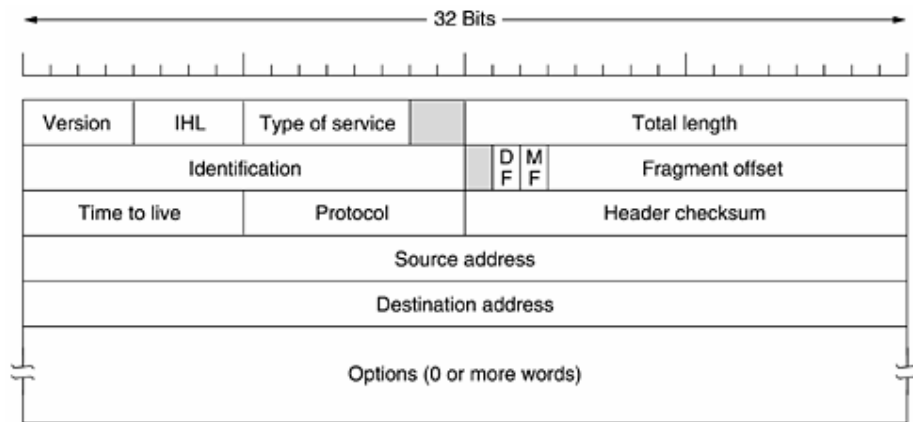 32 Bits
Version IHL Type of service Total length
Identification D F M F Fragment offset
Time to live Protocol Header checksum
Source address
Destination address
Options (0 or more words)